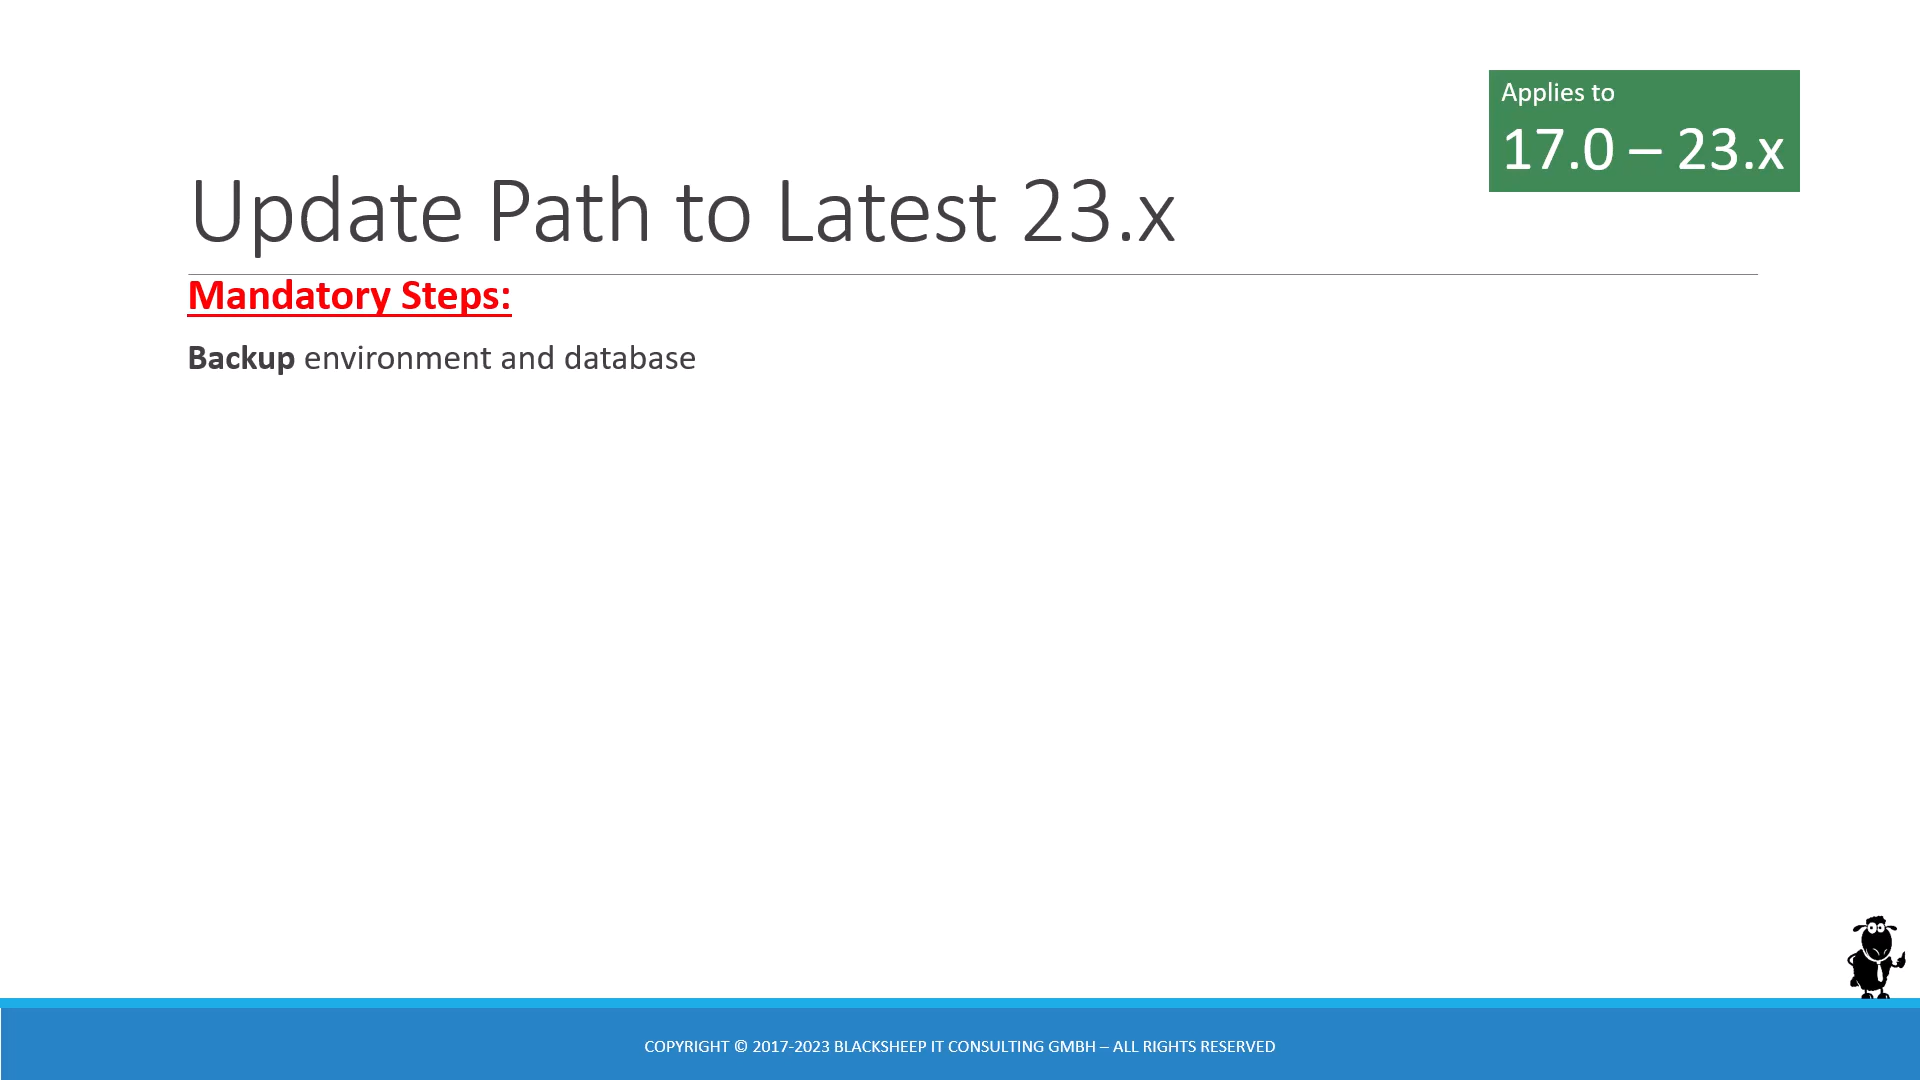 Applies to
17.0 – 23.x
Update Path to Latest 23.x
Mandatory Steps:
Backup environment and database
COPYRIGHT © 2017-2023 BLACKSHEEP IT CONSULTING GMBH – ALL RIGHTS RESERVED